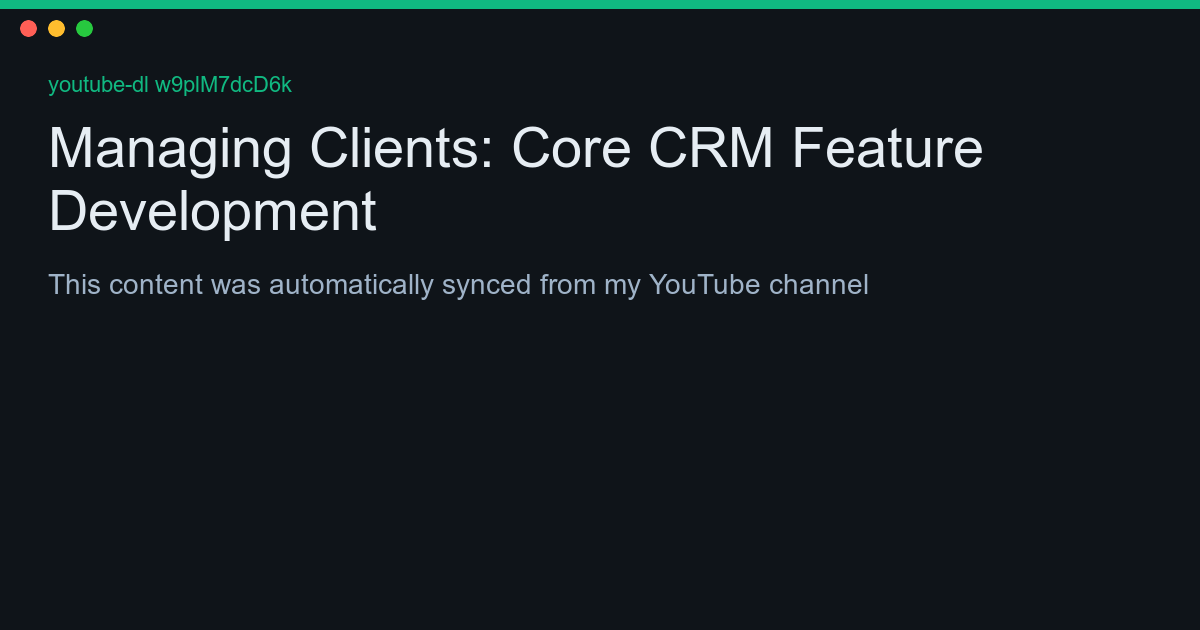 youtube-dl w9plM7dcD6k
Managing Clients: Core CRM Feature
Development
This content was automatically synced from my YouTube channel